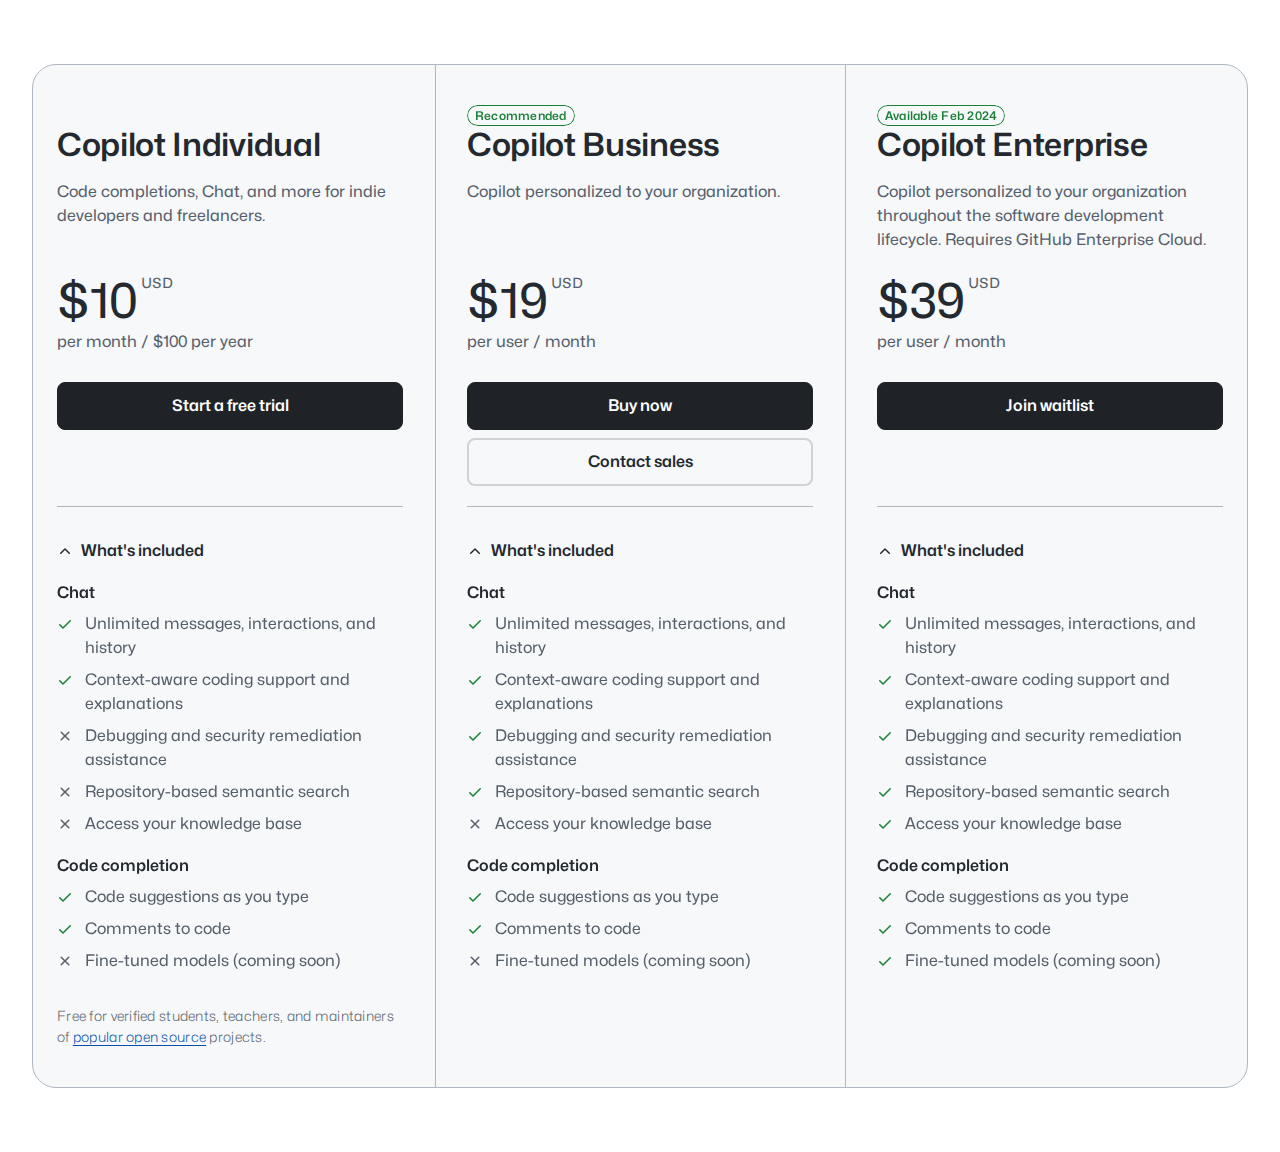 Copilot Individual
Code completions, Chat, and more for indie
developers and freelancers.
$10 USD
per month / $100 per year
Start a free trial
What's included
Chat
Unlimited messages, interactions, and
history
Context-aware coding support and
explanations
Debugging and security remediation
assistance
Repository-based semantic search
Access your knowledge base
Code completion
Code suggestions as you type
Comments to code
Fine-tuned models (coming soon)
Free for verified students, teachers, and maintainers
of popular open source projects.
Recommended
Copilot Business
Copilot personalized to your organization.
$19 USD
per user / month
Buy now
Contact sales
What's included
Chat
Unlimited messages, interactions, and
history
Context-aware coding support and
explanations
Debugging and security remediation
assistance
Repository-based semantic search
Access your knowledge base
Code completion
Code suggestions as you type
Comments to code
Fine-tuned models (coming soon)
Available Feb 2024
Copilot Enterprise
Copilot personalized to your organization
throughout the software development
lifecycle. Requires GitHub Enterprise Cloud.
$39 USD
per user / month
Join waitlist
What's included
Chat
Unlimited messages, interactions, and
history
Context-aware coding support and
explanations
Debugging and security remediation
assistance
Repository-based semantic search
Access your knowledge base
Code completion
Code suggestions as you type
Comments to code
Fine-tuned models (coming soon)